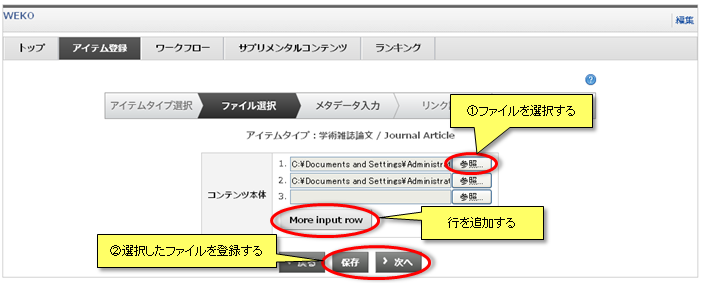 WEKO
編集
トップ アイテム登録 ワークフロー サプリメンタルコンテンツ ランキング
アイテムタイプ選択 ファイル選択 メタデータ入力 リンク
①ファイルを選択する
アイテムタイプ：学術雑誌論文 / Journal Article
コンテンツ本体
1. C:¥Documents and Settings¥Administrat 参照...
2. C:¥Documents and Settings¥Administrat 参照...
3. 参照...
More input row
行を追加する
②選択したファイルを登録する
戻る 保存 次へ